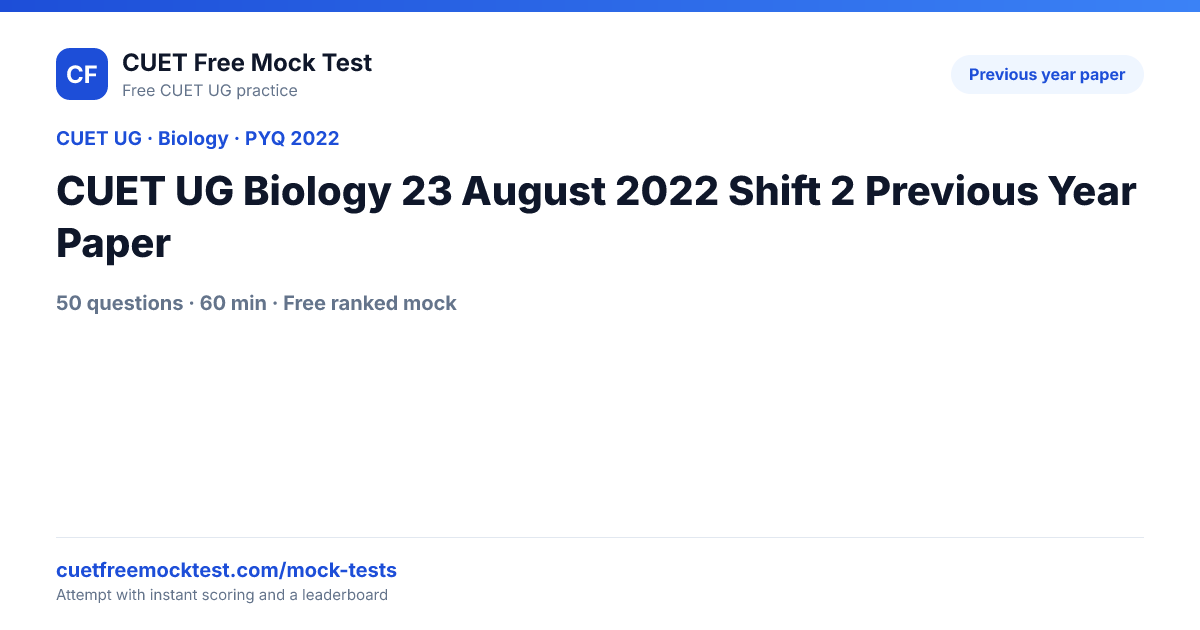 CF
CUET Free Mock Test
Free CUET UG practice
Previous year paper
CUET UG · Biology · PYQ 2022
CUET UG Biology 23 August 2022 Shift 2 Previous Year
Paper
50 questions · 60 min · Free ranked mock
cuetfreemocktest.com/mock-tests
Attempt with instant scoring and a leaderboard